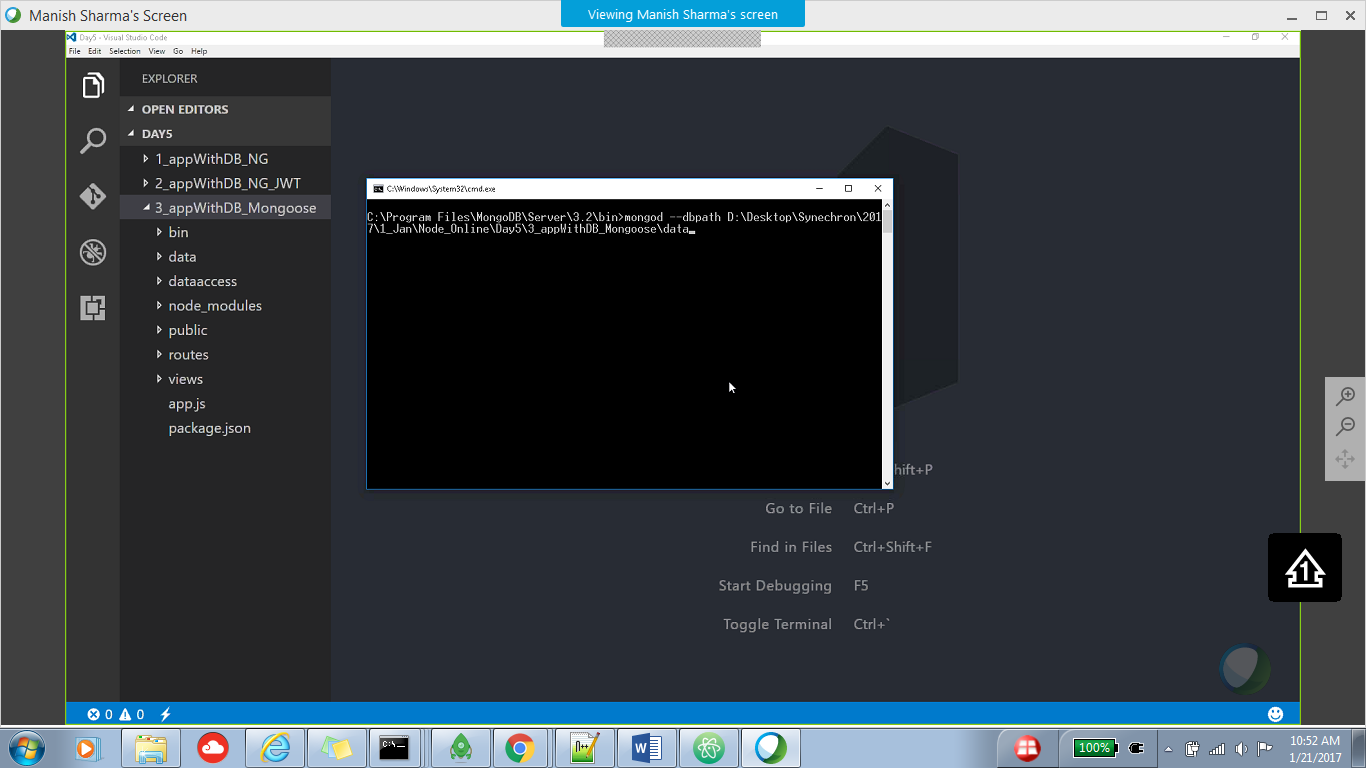 Manish Sharma's Screen
Viewing Manish Sharma's screen
Day5 - Visual Studio Code
File Edit Selection View Go Help
EXPLORER
OPEN EDITORS
DAY5
1_appWithDB_NG
2_appWithDB_NG_JWT
3_appWithDB_Mongoose
bin
data
dataaccess
node_modules
public
routes
views
app.js
package.json
C:\Windows\System32\cmd.exe
C:\Program Files\MongoDB\Server\3.2\bin>mongod --dbpath D:\Desktop\Synechron\201
7\1_Jan\Node_Online\Day5\3_appWithDB_Mongoose\data
hift+P
Go to File Ctrl+P
Find in Files Ctrl+Shift+F
Start Debugging F5
Toggle Terminal Ctrl+`
1
0 0
C:\
W
100%
10:52 AM
1/21/2017